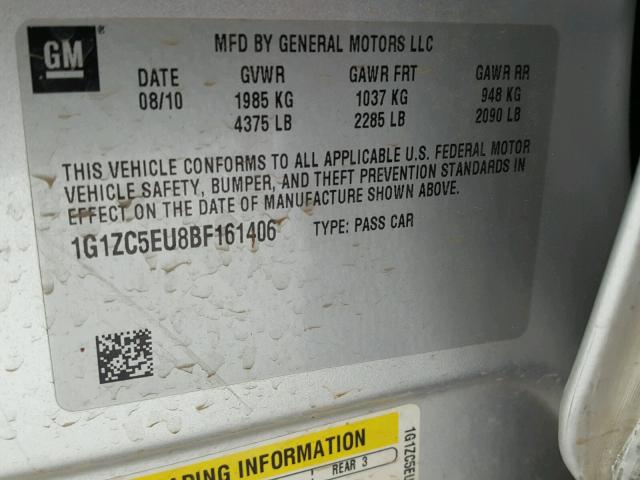 GM
MFD BY GENERAL MOTORS LLC
DATE GVWR GAWR FRT GAWR RR
08/10 1985 KG 1037 KG 948 KG
4375 LB 2285 LB 2090 LB
THIS VEHICLE CONFORMS TO ALL APPLICABLE U.S. FEDERAL MOTOR
VEHICLE SAFETY, BUMPER, AND THEFT PREVENTION STANDARDS IN
EFFECT ON THE DATE OF MANUFACTURE SHOWN ABOVE.
1G1ZC5EU8BF161406 TYPE: PASS CAR
INFORMATION
REAR 3
1G1ZC5EU